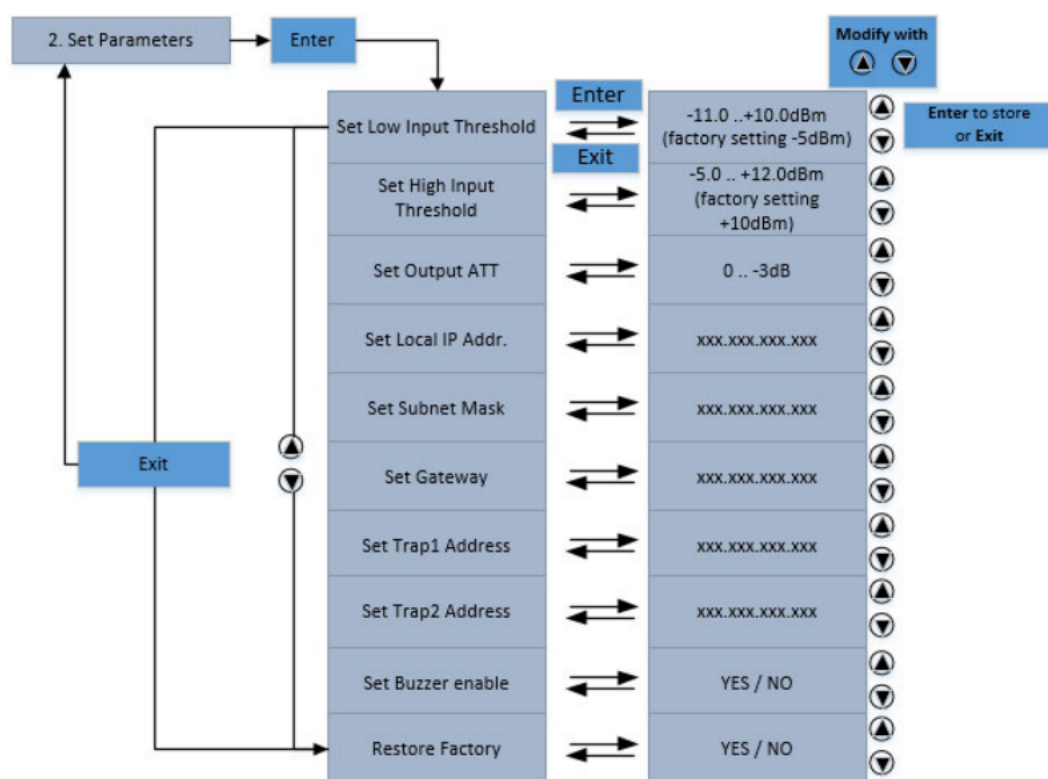 2. Set Parameters
Enter
Modify with
Enter
Exit
Set Low Input Threshold
-11.0 ..+10.0dBm
(factory setting -5dBm)
Enter to store
or Exit
Set High Input
Threshold
-5.0 .. +12.0dBm
(factory setting
+10dBm)
Set Output ATT
0 .. -3dB
Set Local IP Addr.
xxx.xxx.xxx.xxx
Set Subnet Mask
xxx.xxx.xxx.xxx
Exit
Set Gateway
xxx.xxx.xxx.xxx
Set Trap1 Address
xxx.xxx.xxx.xxx
Set Trap2 Address
xxx.xxx.xxx.xxx
Set Buzzer enable
YES / NO
Restore Factory
YES / NO